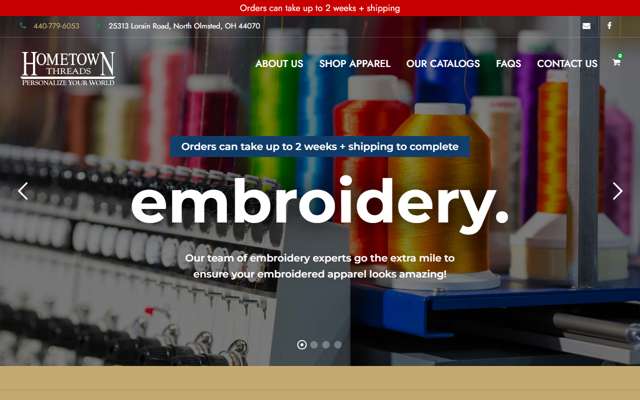 Orders can take up to 2 weeks + shipping
440-779-6053
25313 Lorain Road, North Olmsted, OH 44070
HOMETOWN
THREADS
PERSONALIZE YOUR WORLD
ABOUT US
SHOP APPAREL
OUR CATALOGS
FAQS
CONTACT US
0
Orders can take up to 2 weeks + shipping to complete
embroidery.
Our team of embroidery experts go the extra mile to
ensure your embroidered apparel looks amazing!